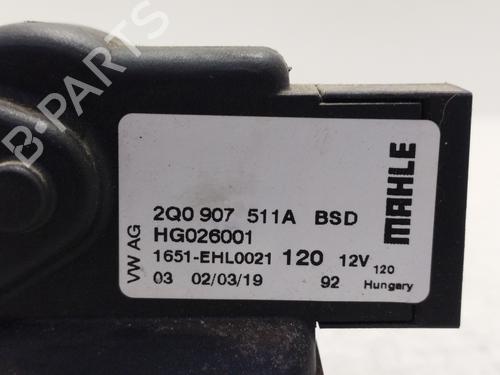 B-PARTS
VW AG
2Q0 907 511A BSD
HG026001
1651-EHL0021 120 12V 120
03 02/03/19 92 Hungary
MAHLE